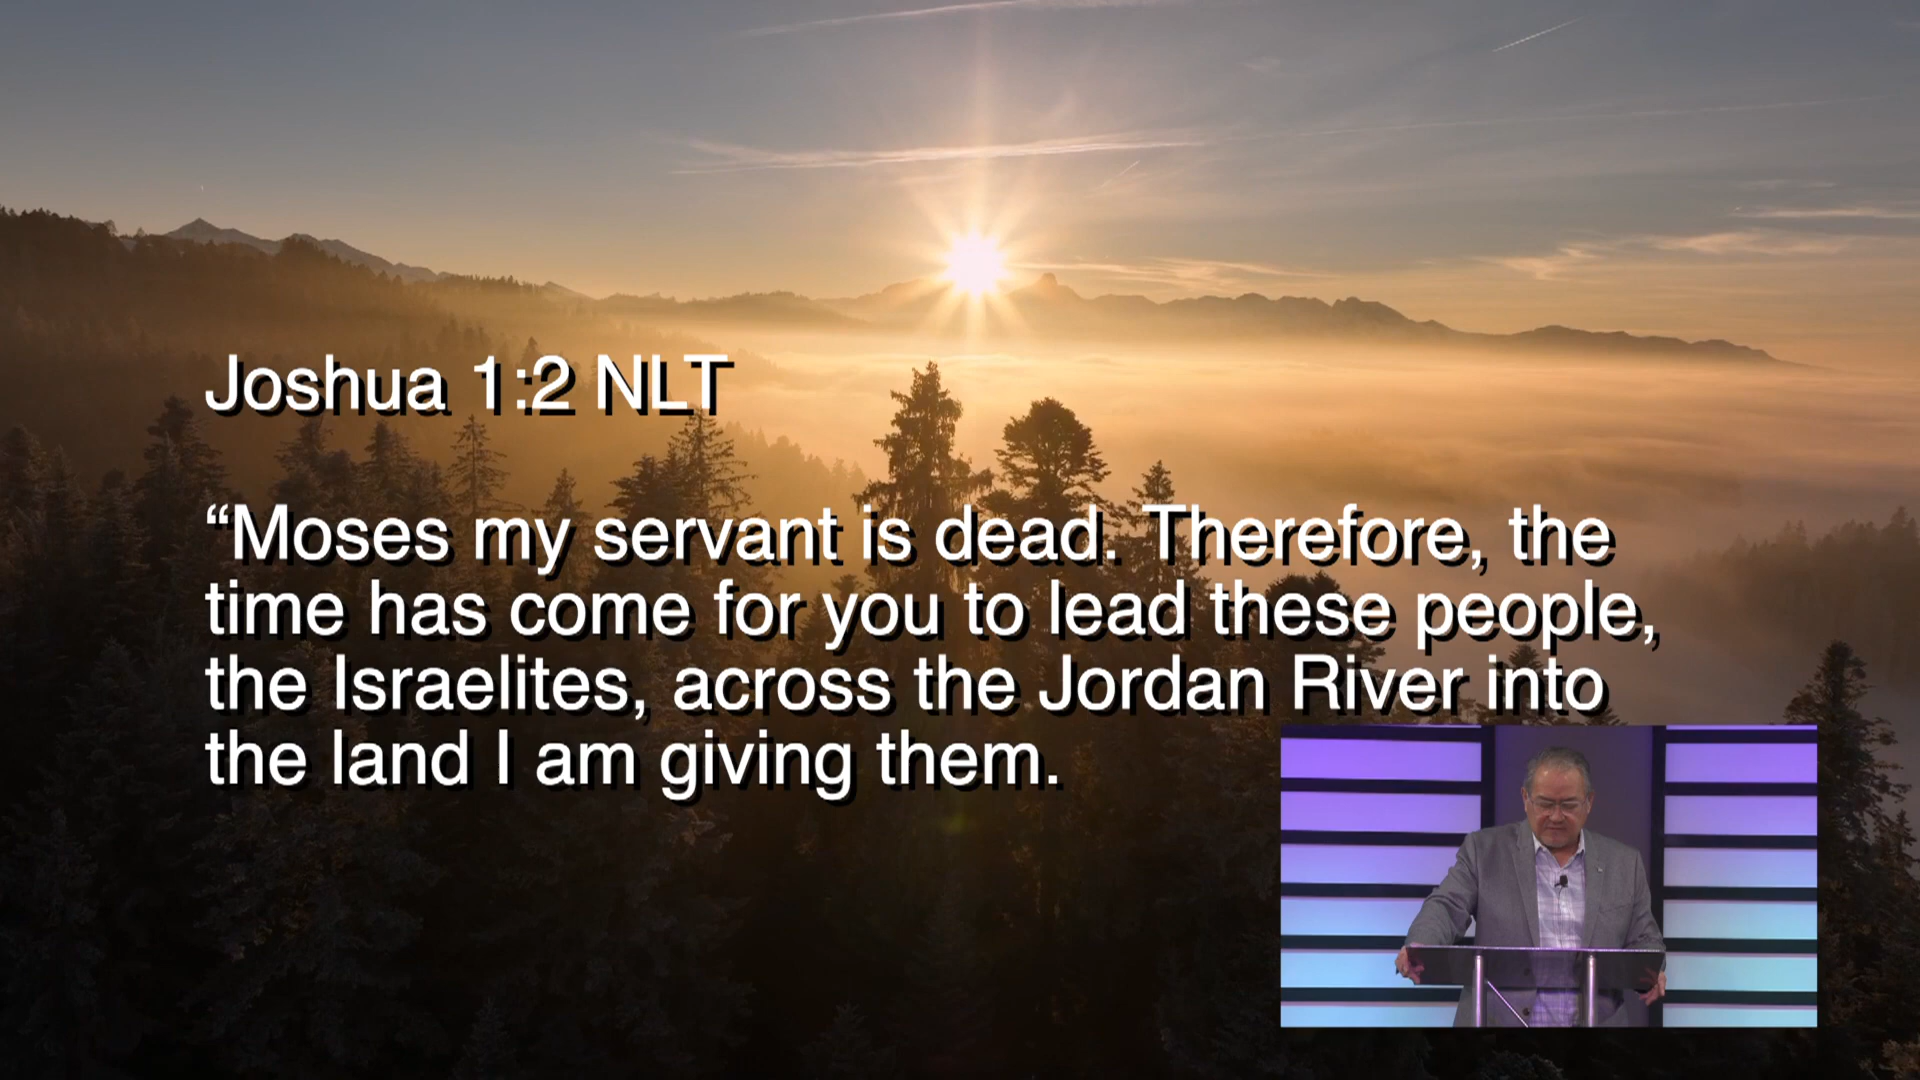 Joshua 1:2 NLT
“Moses my servant is dead. Therefore, the
time has come for you to lead these people,
the Israelites, across the Jordan River into
the land I am giving them.